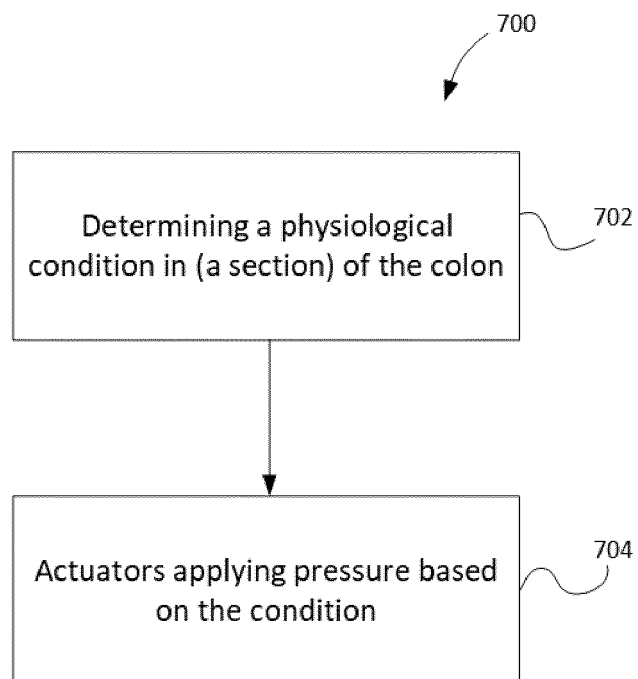 700
Determining a physiological
condition in (a section) of the colon
702
Actuators applying pressure based
on the condition
704